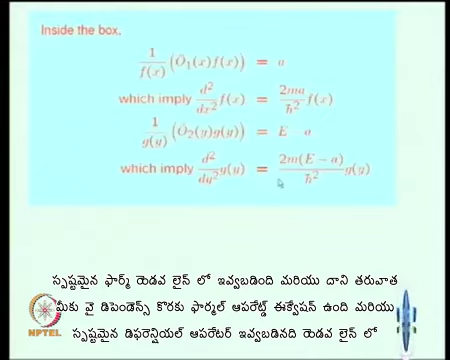 Inside the box.
1/f(x) (Ô₁(x)f(x)) = a
which imply d²/dx² f(x) = 2ma/ħ² f(x)
1/g(y) (Ô₂(y)g(y)) = E − a
which imply d²/dy² g(y) = 2m(E − a)/ħ² g(y)
స్పష్టమైన ఫార్మ్ రెండవ లైన్ లో ఇవ్వబడింది మరియు దాని తరువాత
మీకు వై డిపెండెన్స్ కొరకు ఫార్మల్ ఆపరేట్డ్ ఈక్వేషన్ ఉంది మరియు
స్పష్టమైన డిఫరెన్షియల్ ఆపరేటర్ ఇవ్వబడినది రెండవ లైన్ లో
NPTEL